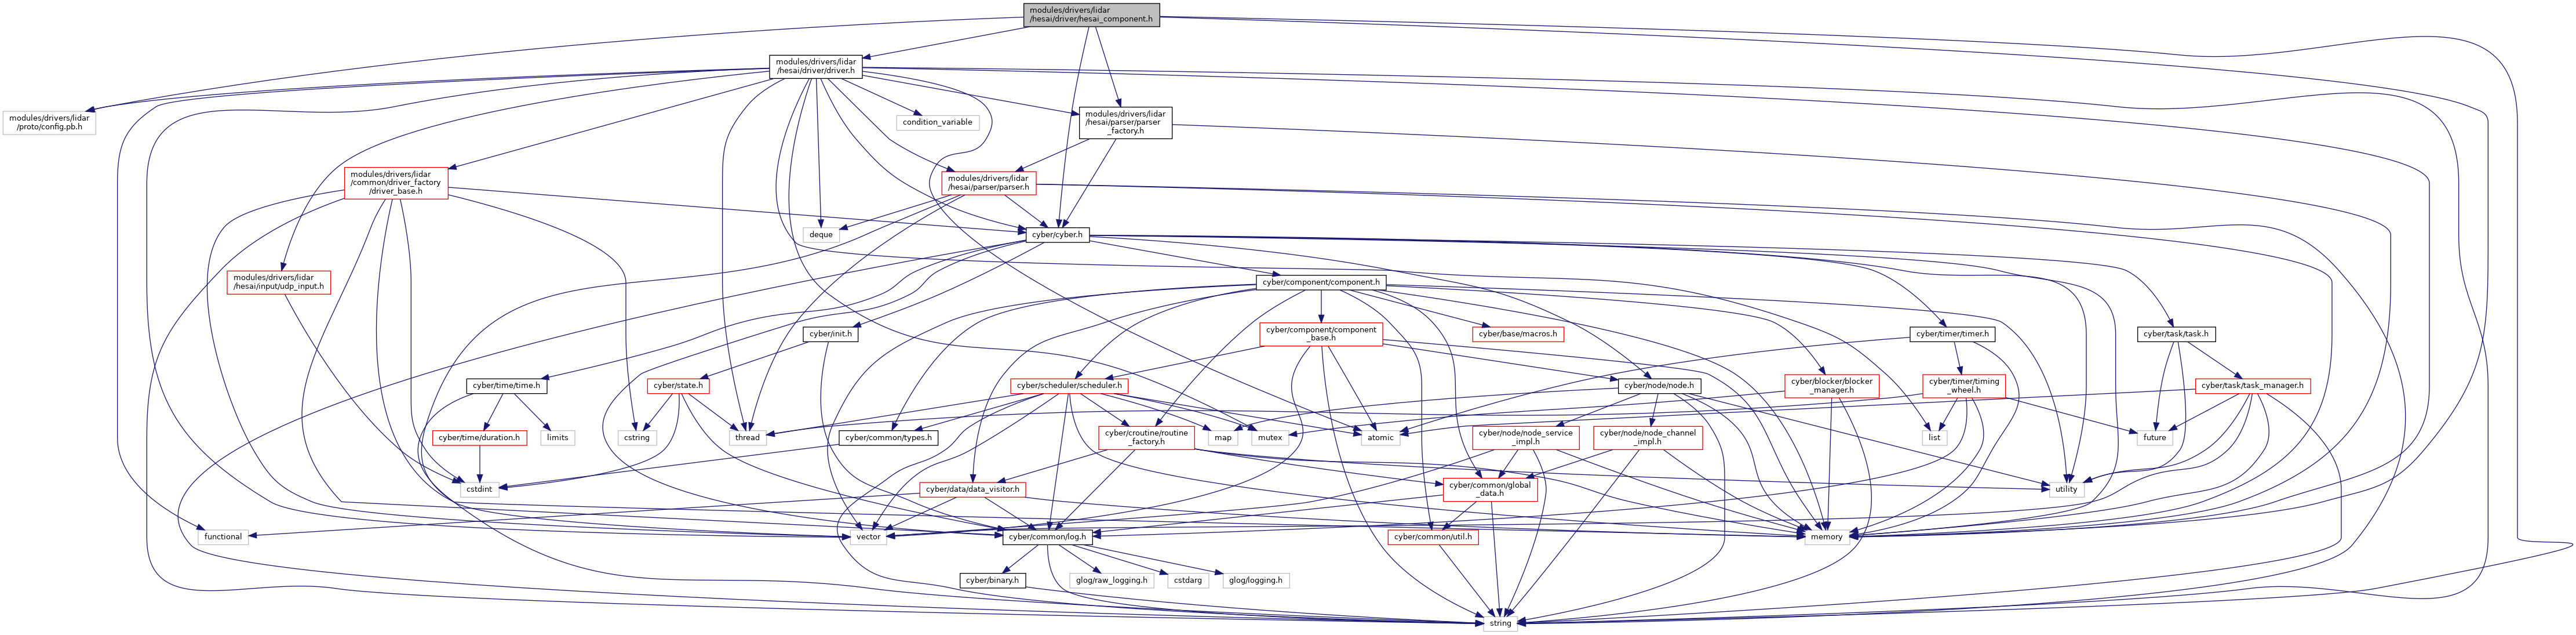 modules/drivers/lidar
/hesai/driver/hesai_component.h
modules/drivers/lidar
/hesai/driver/driver.h
modules/drivers/lidar
/proto/config.pb.h
condition_variable
modules/drivers/lidar
/hesai/parser/parser
_factory.h
modules/drivers/lidar
/common/driver_factory
/driver_base.h
modules/drivers/lidar
/hesai/parser/parser.h
deque
cyber/cyber.h
modules/drivers/lidar
/hesai/input/udp_input.h
cyber/component/component.h
cyber/init.h
cyber/component/component
_base.h
cyber/base/macros.h
cyber/timer/timer.h
cyber/task/task.h
cyber/time/time.h
cyber/state.h
cyber/scheduler/scheduler.h
cyber/node/node.h
cyber/blocker/blocker
_manager.h
cyber/timer/timing
_wheel.h
cyber/task/task_manager.h
cyber/time/duration.h
limits
cstring
thread
cyber/common/types.h
cyber/croutine/routine
_factory.h
map
mutex
atomic
cyber/node/node_service
_impl.h
cyber/node/node_channel
_impl.h
list
future
cstdint
cyber/data/data_visitor.h
cyber/common/global
_data.h
utility
functional
vector
cyber/common/log.h
cyber/common/util.h
memory
cyber/binary.h
glog/raw_logging.h
cstdarg
glog/logging.h
string